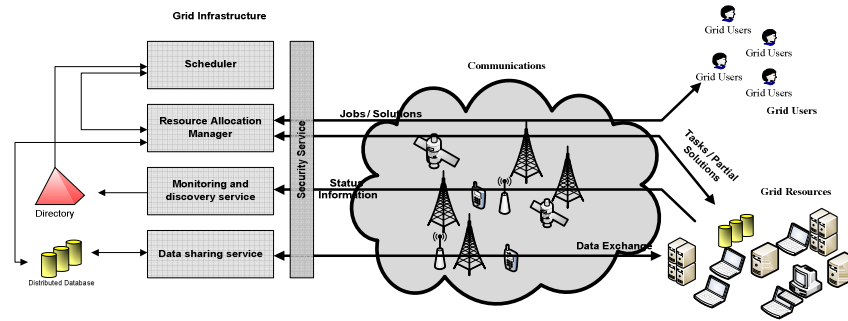 Grid Infrastructure
Scheduler
Resource Allocation
Manager
Monitoring and
discovery service
Data sharing service
Security Service
Directory
Distributed Database
Communications
Jobs / Solutions
Status
Information
Data Exchange
Tasks / Partial
Solutions
Grid Users
Grid Users
Grid Users
Grid Users
Grid Users
Grid Resources